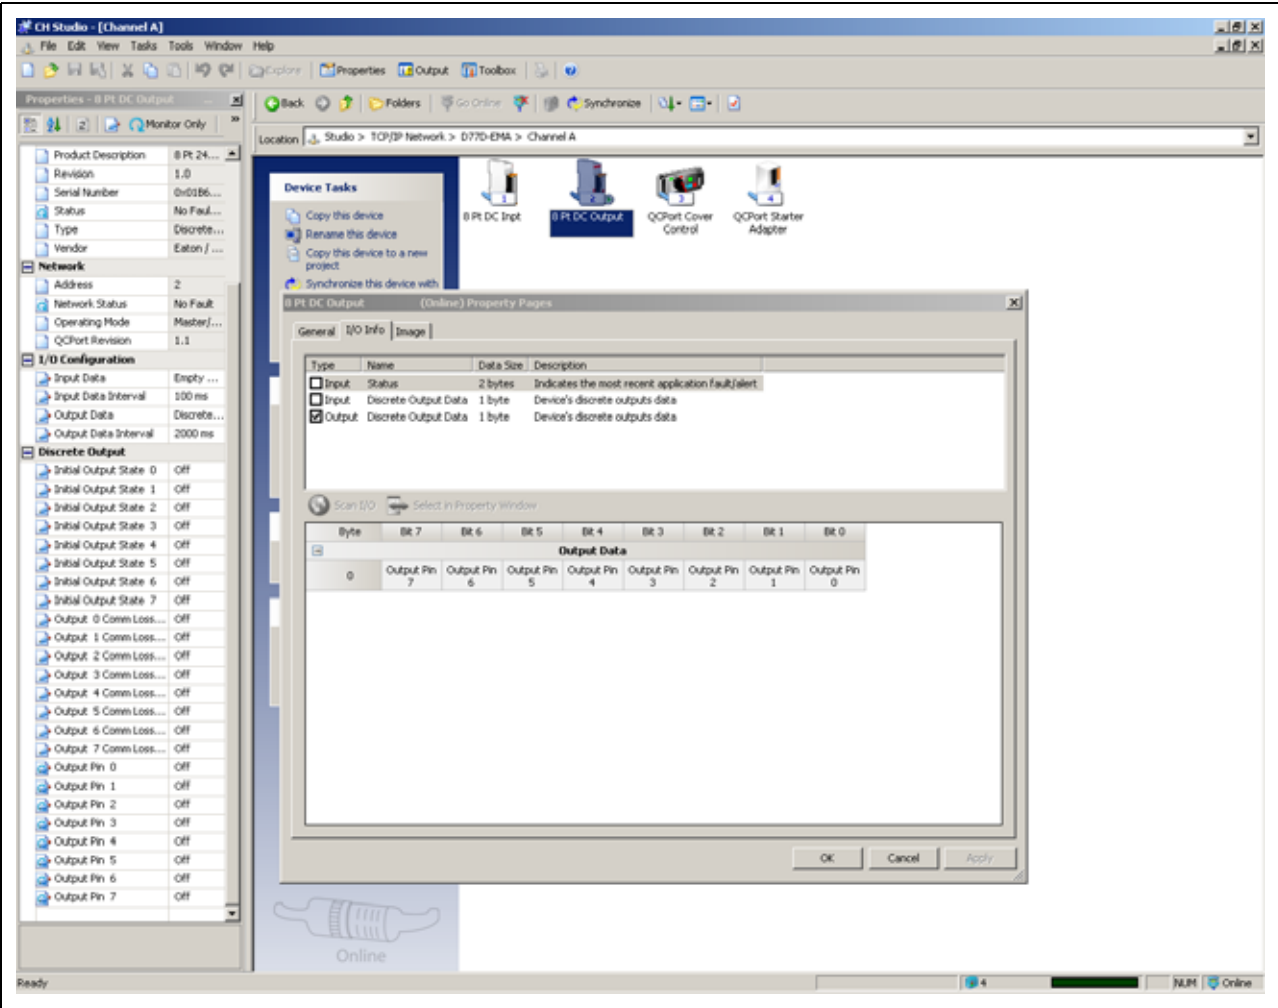 CH Studio - [Channel A]
File Edit View Tasks Tools Window Help
Explore Properties Output Toolbox
Properties - 8 Pt DC Output
Monitor Only
Product Description 8 Pt 24...
Revision 1.0
Serial Number 0x01B6...
Status No Faul...
Type Discrete...
Vendor Eaton / ...
Network
Address 2
Network Status No Fault
Operating Mode Master/...
QCPort Revision 1.1
I/O Configuration
Input Data Empty ...
Input Data Interval 100 ms
Output Data Discrete...
Output Data Interval 2000 ms
Discrete Output
Initial Output State 0 Off
Initial Output State 1 Off
Initial Output State 2 Off
Initial Output State 3 Off
Initial Output State 4 Off
Initial Output State 5 Off
Initial Output State 6 Off
Initial Output State 7 Off
Output 0 Comm Loss... Off
Output 1 Comm Loss... Off
Output 2 Comm Loss... Off
Output 3 Comm Loss... Off
Output 4 Comm Loss... Off
Output 5 Comm Loss... Off
Output 6 Comm Loss... Off
Output 7 Comm Loss... Off
Output Pin 0 Off
Output Pin 1 Off
Output Pin 2 Off
Output Pin 3 Off
Output Pin 4 Off
Output Pin 5 Off
Output Pin 6 Off
Output Pin 7 Off
Back Folders Go Online Synchronize
Location Studio > TCP/IP Network > D77D-EMA > Channel A
Device Tasks
Copy this device
Rename this device
Copy this device to a new
project
Synchronize this device with
1 2 3 4
8 Pt DC Inpt 8 Pt DC Output QCPort Cover QCPort Starter
Control Adapter
8 Pt DC Output (Online) Property Pages
General I/O Info Image
Type Name Data Size Description
Input Status 2 bytes Indicates the most recent application fault/alert
Input Discrete Output Data 1 byte Device's discrete outputs data
Output Discrete Output Data 1 byte Device's discrete outputs data
Scan I/O Select in Property Window
Byte Bit 7 Bit 6 Bit 5 Bit 4 Bit 3 Bit 2 Bit 1 Bit 0
Output Data
0 Output Pin Output Pin Output Pin Output Pin Output Pin Output Pin Output Pin Output Pin
7 6 5 4 3 2 1 0
OK Cancel Apply
Online
Ready 4 NUM Online